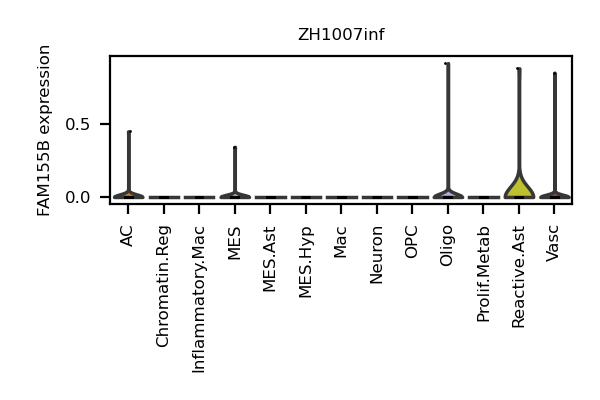 ZH1007inf
FAM155B expression
0.5
0.0
AC
Chromatin.Reg
Inflammatory.Mac
MES
MES.Ast
MES.Hyp
Mac
Neuron
OPC
Oligo
Prolif.Metab
Reactive.Ast
Vasc